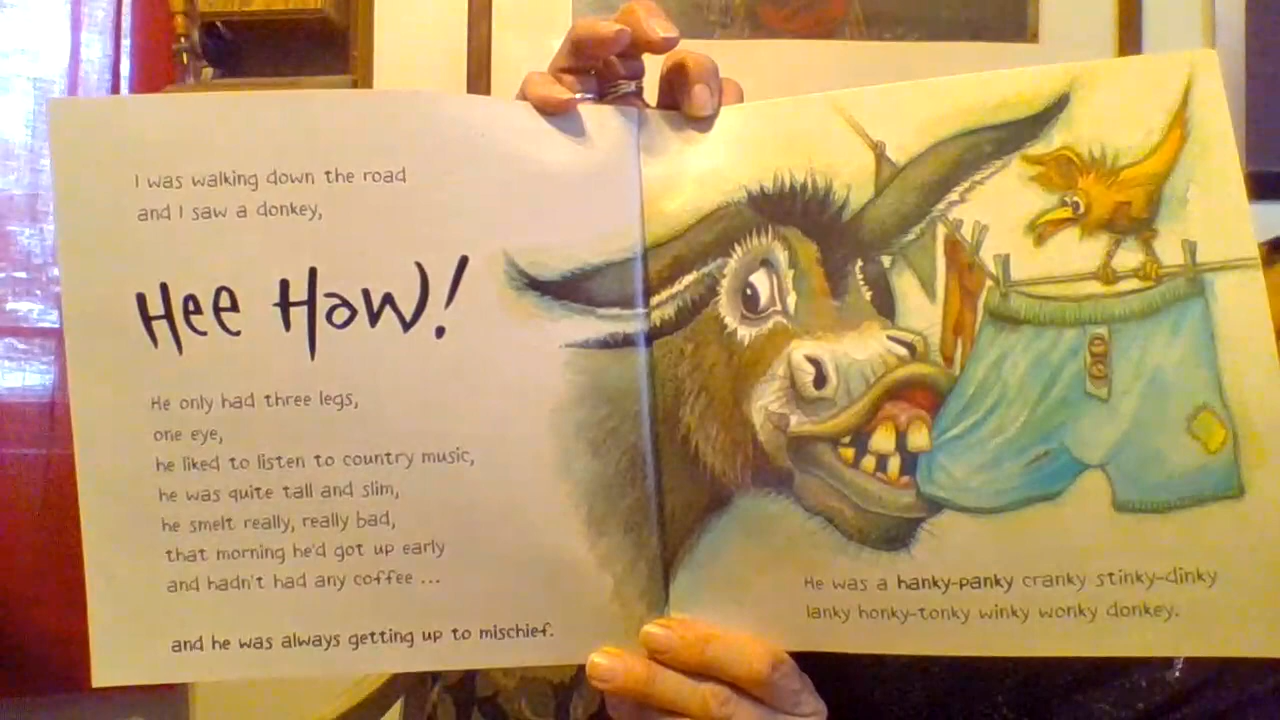 I was walking down the road
and I saw a donkey,
Hee Haw!
He only had three legs,
one eye,
he liked to listen to country music,
he was quite tall and slim,
he smelt really, really bad,
that morning he'd got up early
and hadn't had any coffee ...
and he was always getting up to mischief.
He was a hanky-panky cranky stinky-dinky
lanky honky-tonky winky wonky donkey.